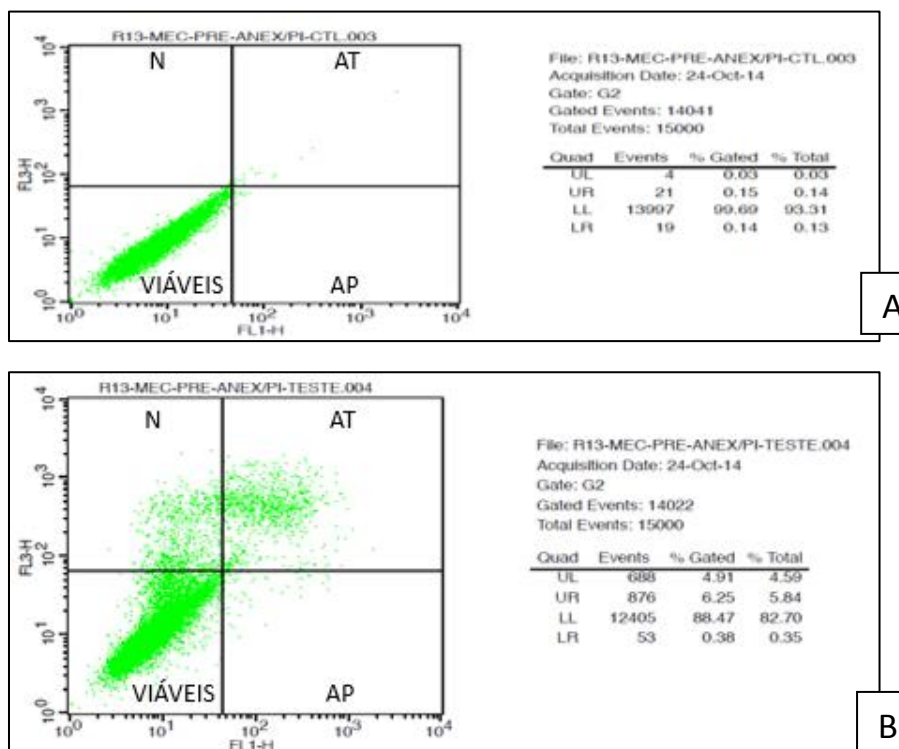 R13-MEC-PRE-ANEX/PI-CTL.003
N AT
VIÁVEIS AP
FL3-H
10⁴
10³
10²
10¹
10⁰
10⁰ 10¹ 10² 10³ 10⁴
FL1-H
File: R13-MEC-PRE-ANEX/PI-CTL.003
Acquisition Date: 24-Oct-14
Gate: G2
Gated Events: 14041
Total Events: 15000
Quad Events % Gated % Total
UL 4 0.03 0.03
UR 21 0.15 0.14
LL 13997 99.69 93.31
LR 19 0.14 0.13
A
R13-MEC-PRE-ANEX/PI-TESTE.004
N AT
VIÁVEIS AP
FL3-H
10⁴
10³
10²
10¹
10⁰
10⁰ 10¹ 10² 10³ 10⁴
FL1-H
File: R13-MEC-PRE-ANEX/PI-TESTE.004
Acquisition Date: 24-Oct-14
Gate: G2
Gated Events: 14022
Total Events: 15000
Quad Events % Gated % Total
UL 688 4.91 4.59
UR 876 6.25 5.84
LL 12405 88.47 82.70
LR 53 0.38 0.35
B